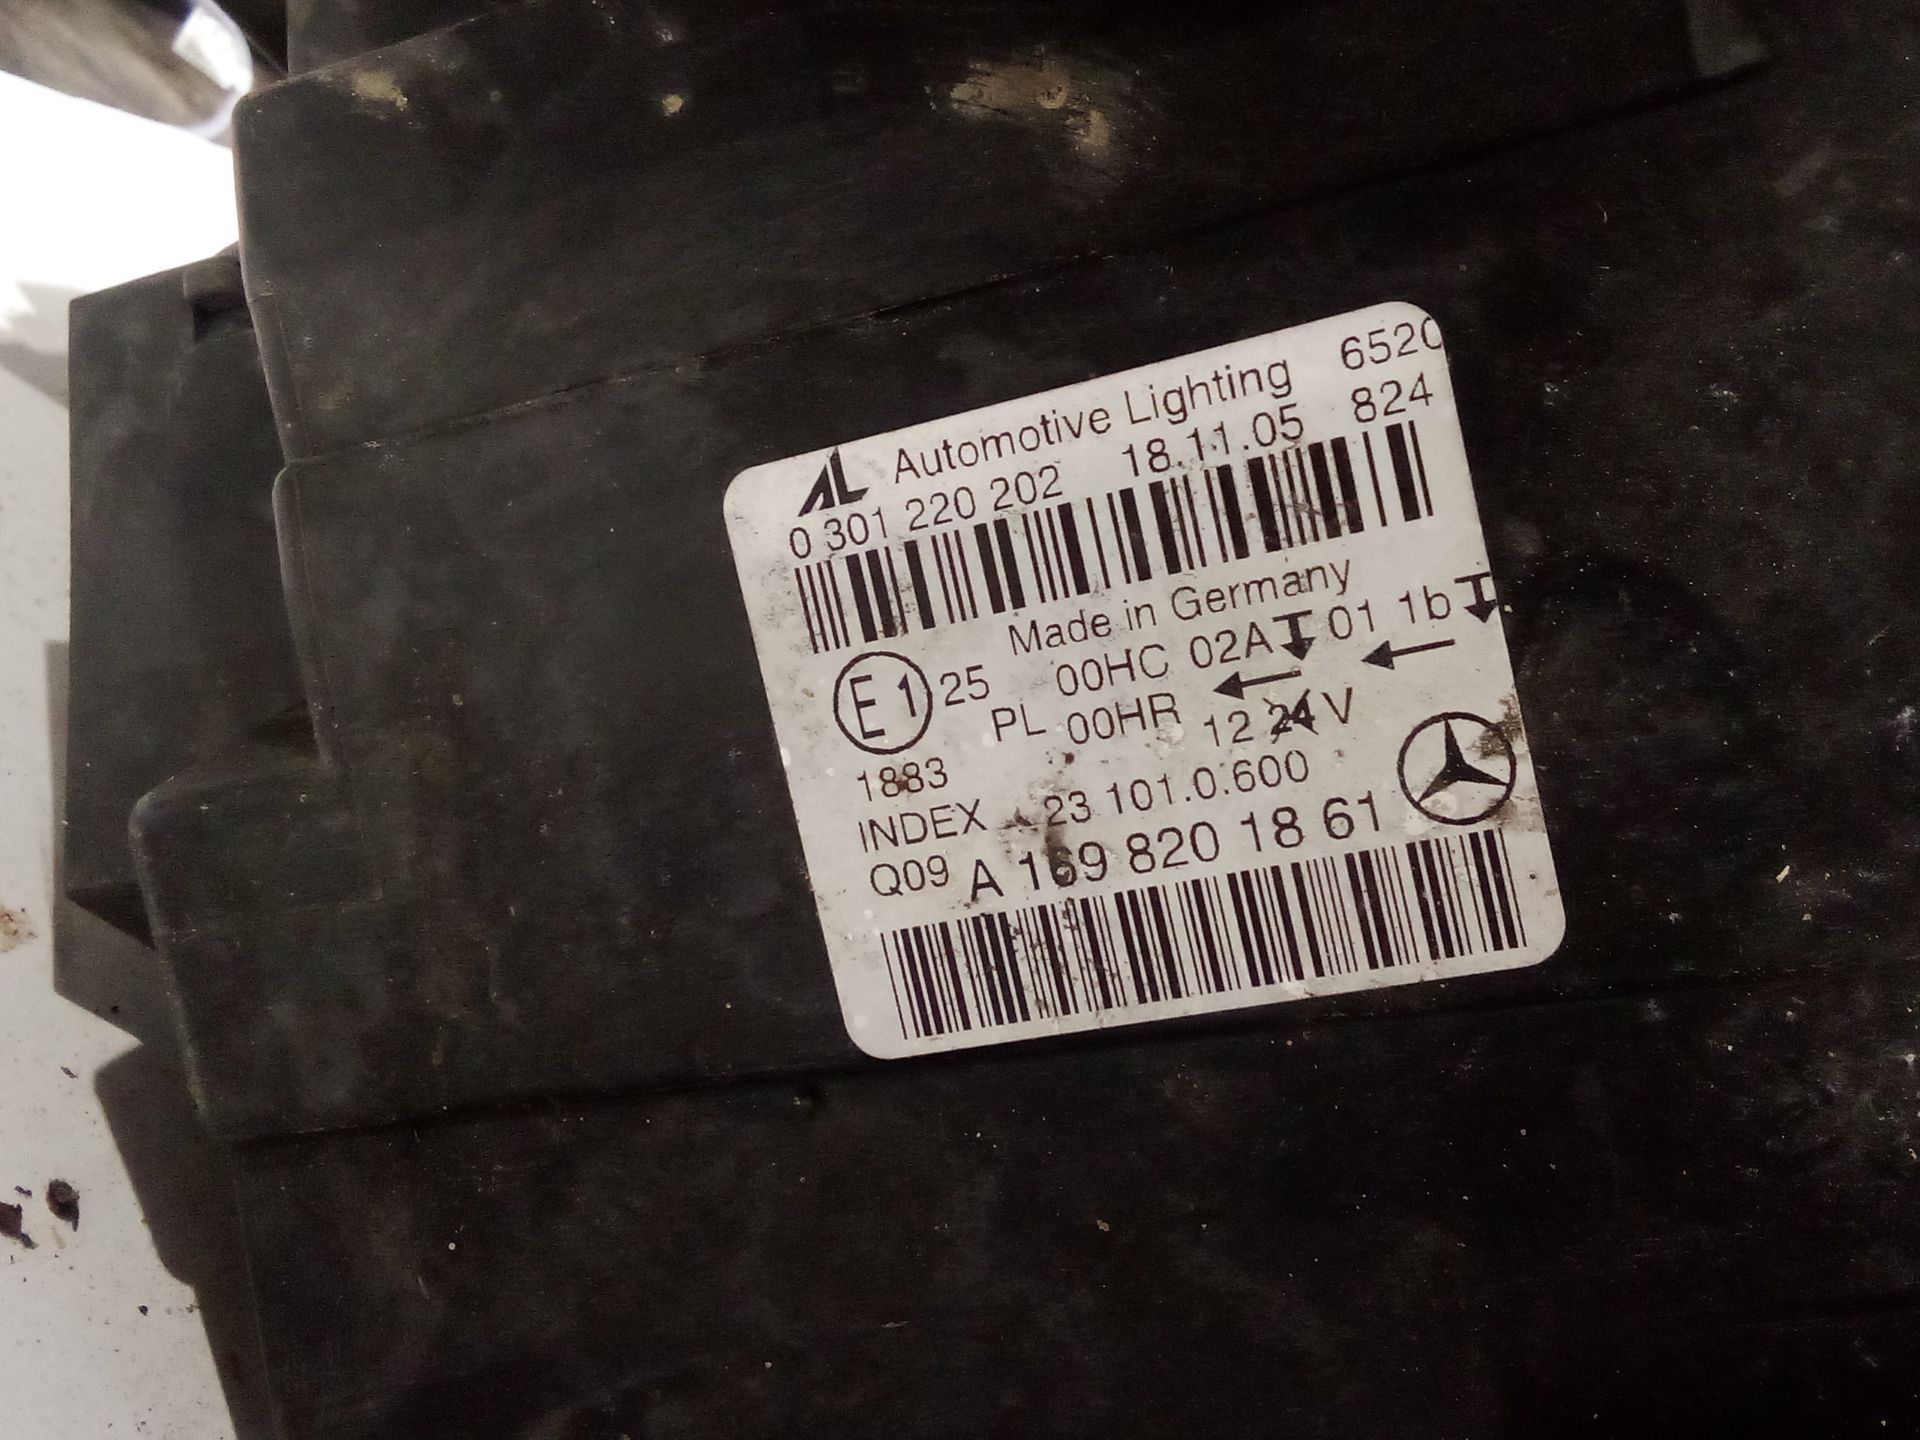 AL Automotive Lighting 6520
0 301 220 202 18.11.05 824
Made in Germany
E1 25 00HC 02A 01 1b
PL 00HR ← ←
1883 12 24 V
INDEX 23 101.0.600
Q09 A 169 820 18 61